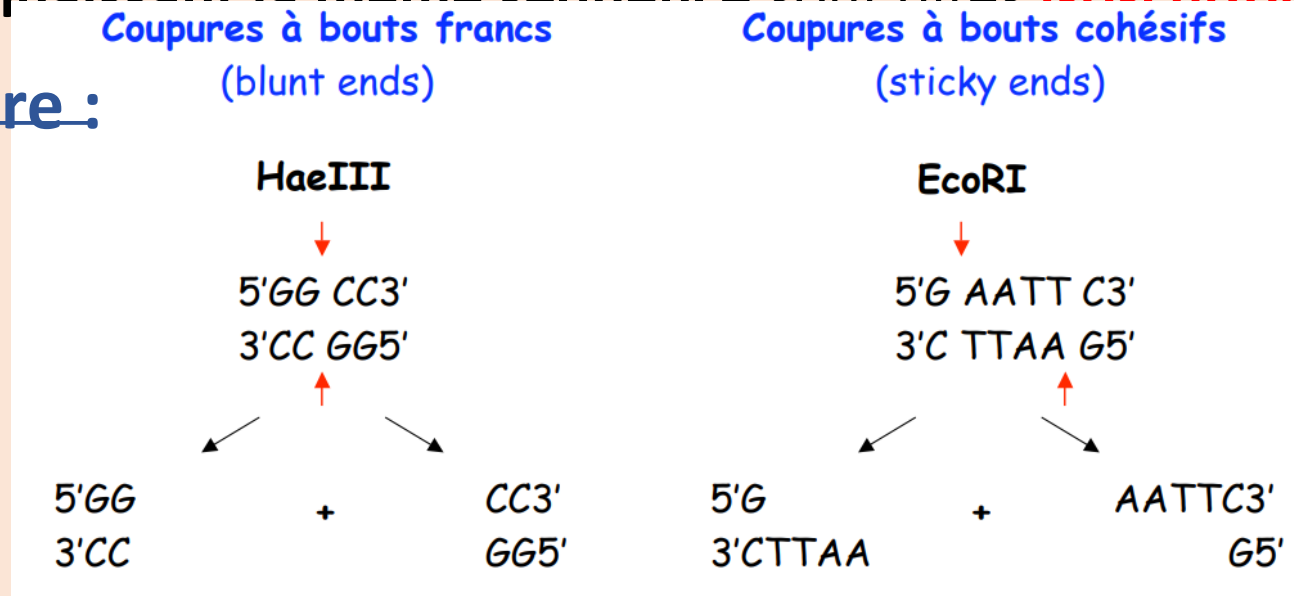 Coupures à bouts francs
(blunt ends)
re :
HaeIII
5'GG CC3'
3'CC GG5'
5'GG + CC3'
3'CC GG5'
Coupures à bouts cohésifs
(sticky ends)
EcoRI
5'G AATT C3'
3'C TTAA G5'
5'G + AATTC3'
3'CTTAA G5'